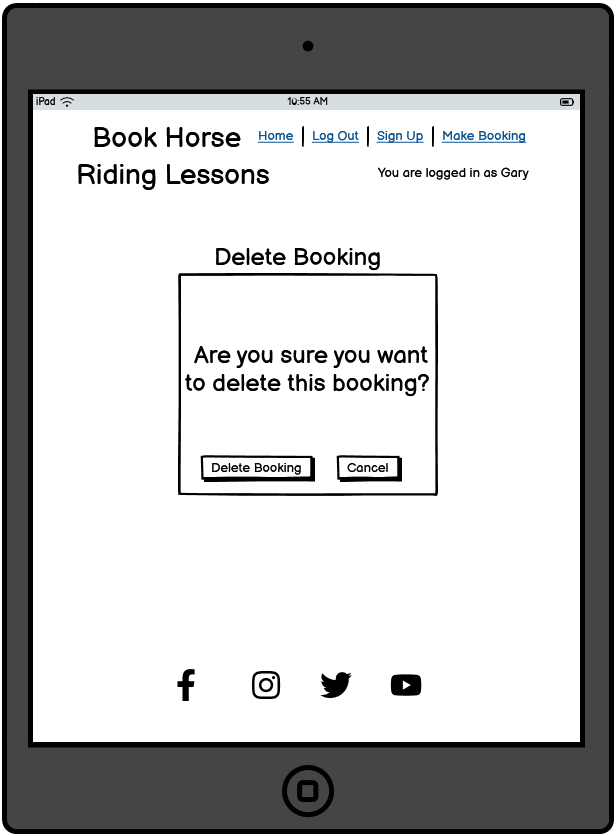 iPad 10:55 AM
Book Horse
Riding Lessons
Home Log Out Sign Up Make Booking
You are logged in as Gary
Delete Booking
Are you sure you want
to delete this booking?
Delete Booking Cancel